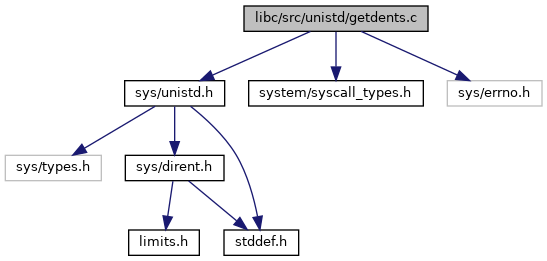 libc/src/unistd/getdents.c
sys/unistd.h
system/syscall_types.h
sys/errno.h
sys/types.h
sys/dirent.h
limits.h
stddef.h